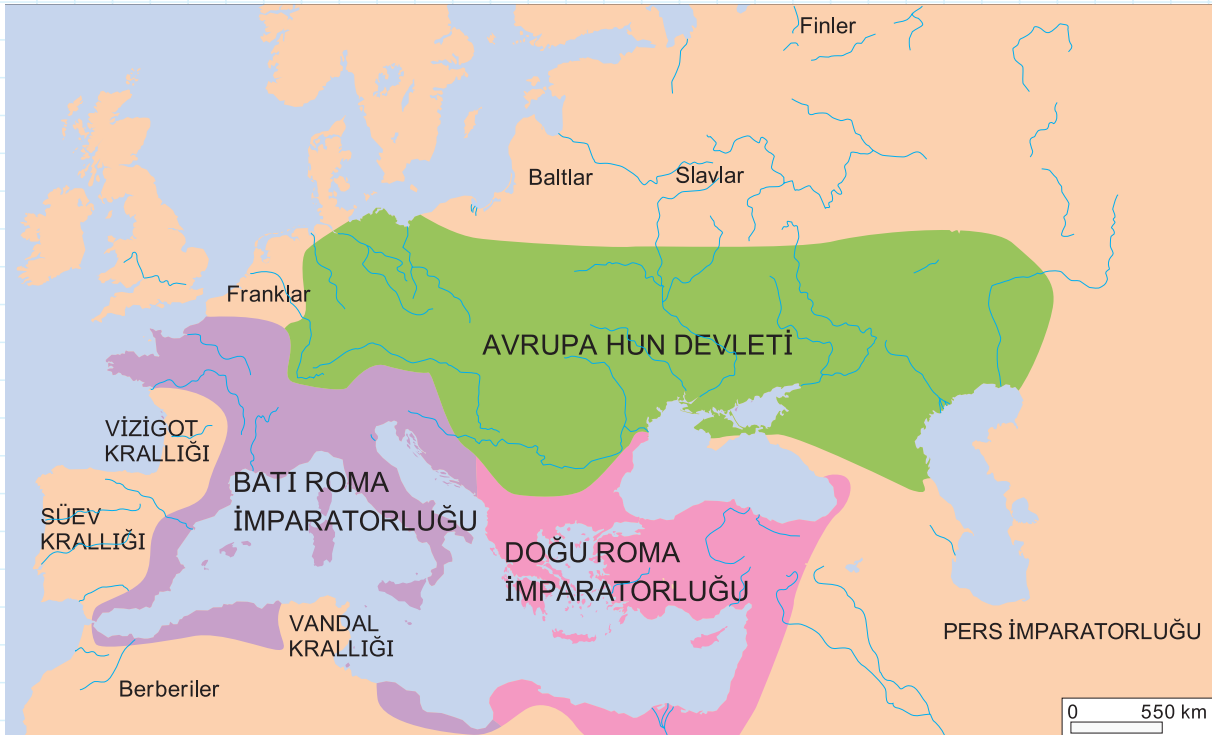 Finler
Baltlar
Slavlar
Franklar
AVRUPA HUN DEVLETİ
VİZİGOT
KRALLIĞI
BATI ROMA
İMPARATORLUĞU
SÜEV
KRALLIĞI
DOĞU ROMA
İMPARATORLUĞU
VANDAL
KRALLIĞI
PERS İMPARATORLUĞU
Berberiler
0 550 km